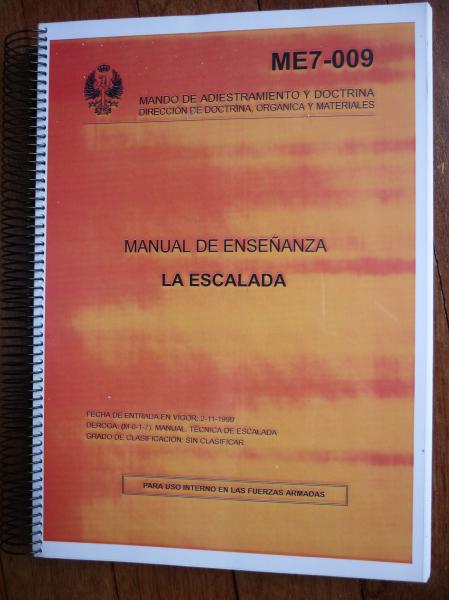 ME7-009
MANDO DE ADIESTRAMIENTO Y DOCTRINA
DIRECCIÓN DE DOCTRINA, ORGÁNICA Y MATERIALES
MANUAL DE ENSEÑANZA
LA ESCALADA
FECHA DE ENTRADA EN VIGOR: 2-11-1999
DEROGA: (M-0-1-7). MANUAL. TÉCNICA DE ESCALADA
GRADO DE CLASIFICACIÓN: SIN CLASIFICAR
PARA USO INTERNO EN LAS FUERZAS ARMADAS